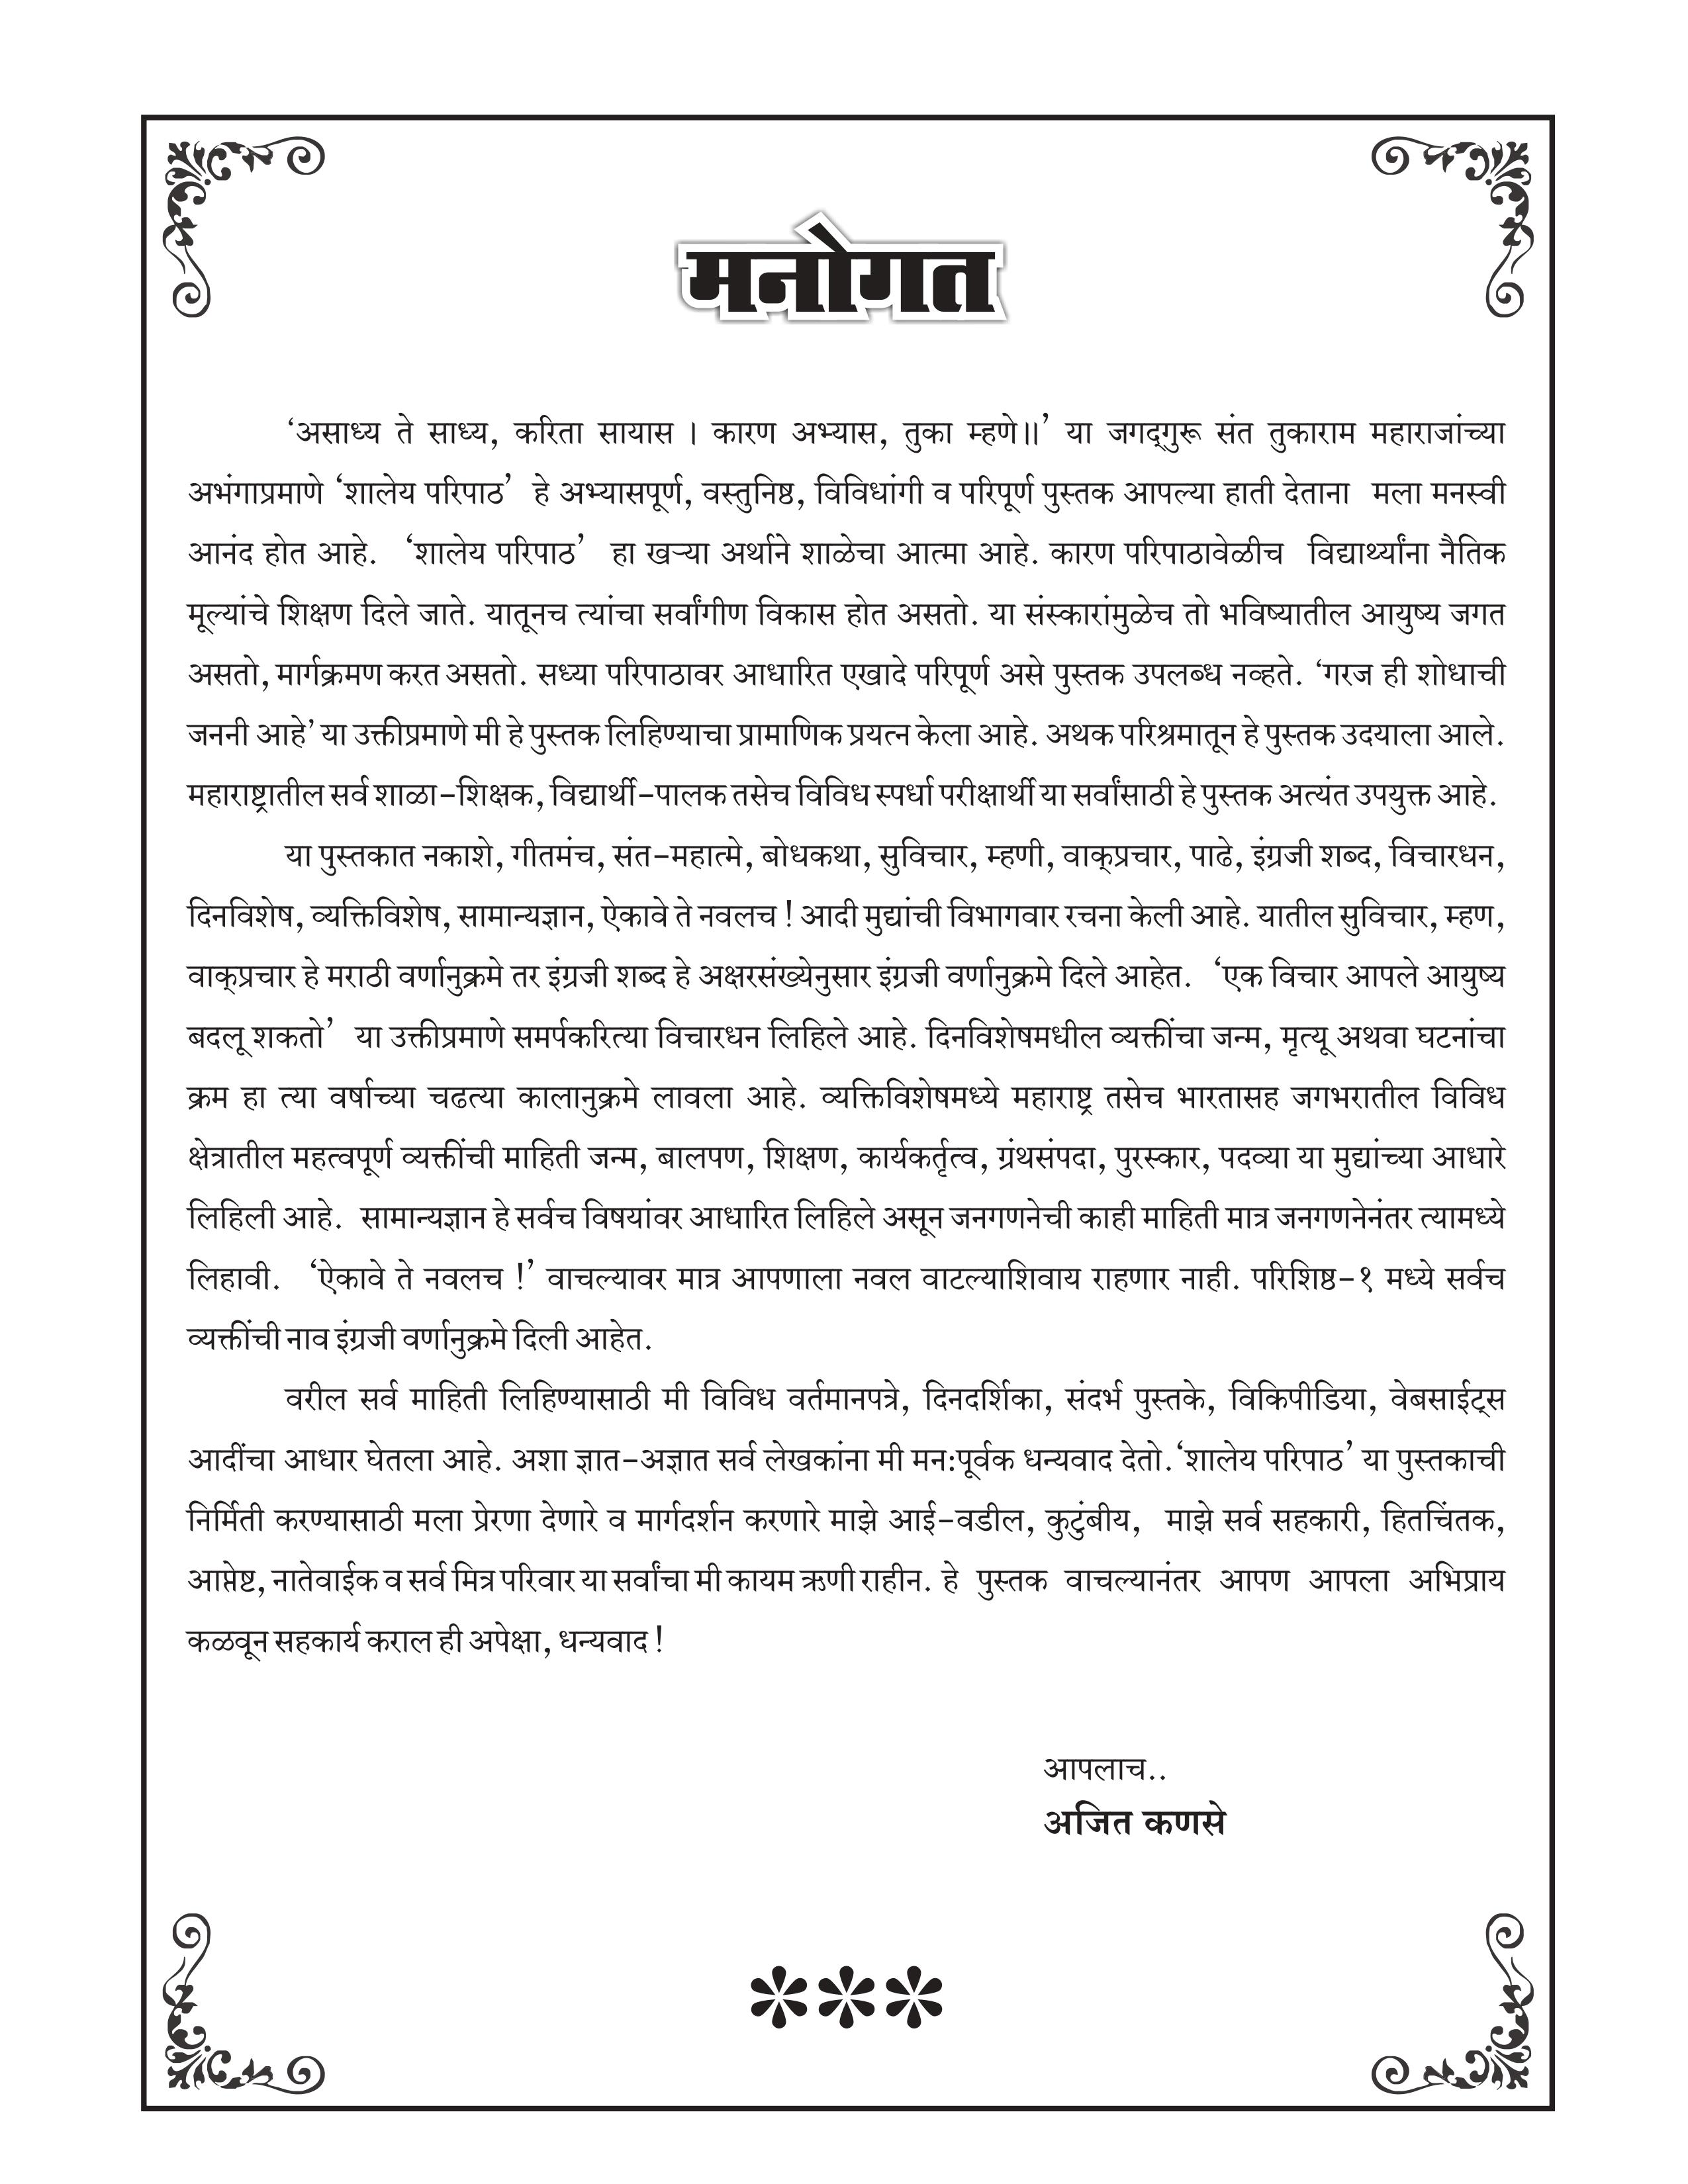 मनोगत
‘असाध्य ते साध्य, करिता सायास । कारण अभ्यास, तुका म्हणे॥’ या जगद्‌गुरू संत तुकाराम महाराजांच्या
अभंगाप्रमाणे ‘शालेय परिपाठ’ हे अभ्यासपूर्ण, वस्तुनिष्ठ, विविधांगी व परिपूर्ण पुस्तक आपल्या हाती देताना मला मनस्वी
आनंद होत आहे. ‘शालेय परिपाठ’ हा खऱ्या अर्थाने शाळेचा आत्मा आहे. कारण परिपाठावेळीच विद्यार्थ्यांना नैतिक
मूल्यांचे शिक्षण दिले जाते. यातूनच त्यांचा सर्वांगीण विकास होत असतो. या संस्कारांमुळेच तो भविष्यातील आयुष्य जगत
असतो, मार्गक्रमण करत असतो. सध्या परिपाठावर आधारित एखादे परिपूर्ण असे पुस्तक उपलब्ध नव्हते. ‘गरज ही शोधाची
जननी आहे’ या उक्तीप्रमाणे मी हे पुस्तक लिहिण्याचा प्रामाणिक प्रयत्न केला आहे. अथक परिश्रमातून हे पुस्तक उदयाला आले.
महाराष्ट्रातील सर्व शाळा-शिक्षक, विद्यार्थी-पालक तसेच विविध स्पर्धा परीक्षार्थी या सर्वांसाठी हे पुस्तक अत्यंत उपयुक्त आहे.
या पुस्तकात नकाशे, गीतमंच, संत-महात्मे, बोधकथा, सुविचार, म्हणी, वाक्‌प्रचार, पाढे, इंग्रजी शब्द, विचारधन,
दिनविशेष, व्यक्तिविशेष, सामान्यज्ञान, ऐकावे ते नवलच ! आदी मुद्यांची विभागवार रचना केली आहे. यातील सुविचार, म्हण,
वाक्‌प्रचार हे मराठी वर्णानुक्रमे तर इंग्रजी शब्द हे अक्षरसंख्येनुसार इंग्रजी वर्णानुक्रमे दिले आहेत. ‘एक विचार आपले आयुष्य
बदलू शकतो’ या उक्तीप्रमाणे समर्पकरित्या विचारधन लिहिले आहे. दिनविशेषमधील व्यक्तींचा जन्म, मृत्यू अथवा घटनांचा
क्रम हा त्या वर्षाच्या चढत्या कालानुक्रमे लावला आहे. व्यक्तिविशेषमध्ये महाराष्ट्र तसेच भारतासह जगभरातील विविध
क्षेत्रातील महत्वपूर्ण व्यक्तींची माहिती जन्म, बालपण, शिक्षण, कार्यकर्तृत्व, ग्रंथसंपदा, पुरस्कार, पदव्या या मुद्यांच्या आधारे
लिहिली आहे. सामान्यज्ञान हे सर्वच विषयांवर आधारित लिहिले असून जनगणनेची काही माहिती मात्र जनगणनेनंतर त्यामध्ये
लिहावी. ‘ऐकावे ते नवलच !’ वाचल्यावर मात्र आपणाला नवल वाटल्याशिवाय राहणार नाही. परिशिष्ठ-१ मध्ये सर्वच
व्यक्तींची नाव इंग्रजी वर्णानुक्रमे दिली आहेत.
वरील सर्व माहिती लिहिण्यासाठी मी विविध वर्तमानपत्रे, दिनदर्शिका, संदर्भ पुस्तके, विकिपीडिया, वेबसाईट्स
आदींचा आधार घेतला आहे. अशा ज्ञात-अज्ञात सर्व लेखकांना मी मन:पूर्वक धन्यवाद देतो.‘शालेय परिपाठ’ या पुस्तकाची
निर्मिती करण्यासाठी मला प्रेरणा देणारे व मार्गदर्शन करणारे माझे आई-वडील, कुटुंबीय, माझे सर्व सहकारी, हितचिंतक,
आप्तेष्ट, नातेवाईक व सर्व मित्र परिवार या सर्वांचा मी कायम ऋणी राहीन. हे पुस्तक वाचल्यानंतर आपण आपला अभिप्राय
कळवून सहकार्य कराल ही अपेक्षा, धन्यवाद !
आपलाच..
अजित कणसे
***